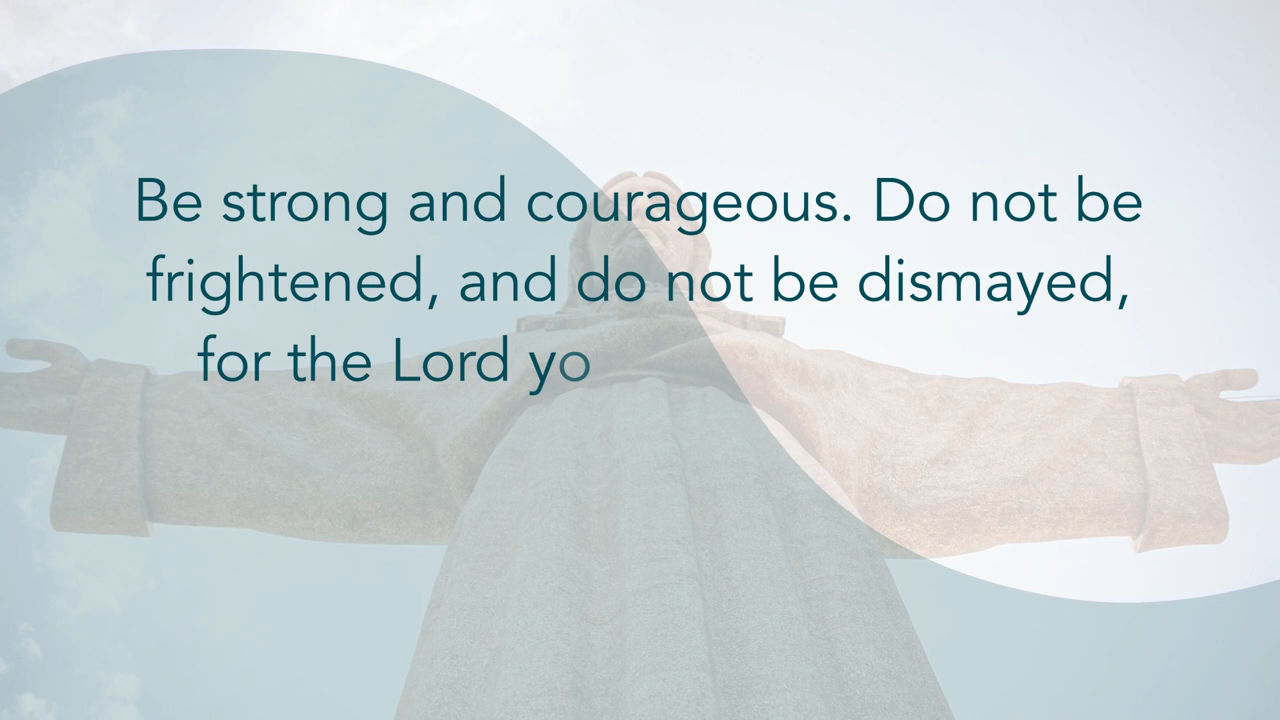 Be strong and courageous. Do not be
frightened, and do not be dismayed,
for the Lord yo